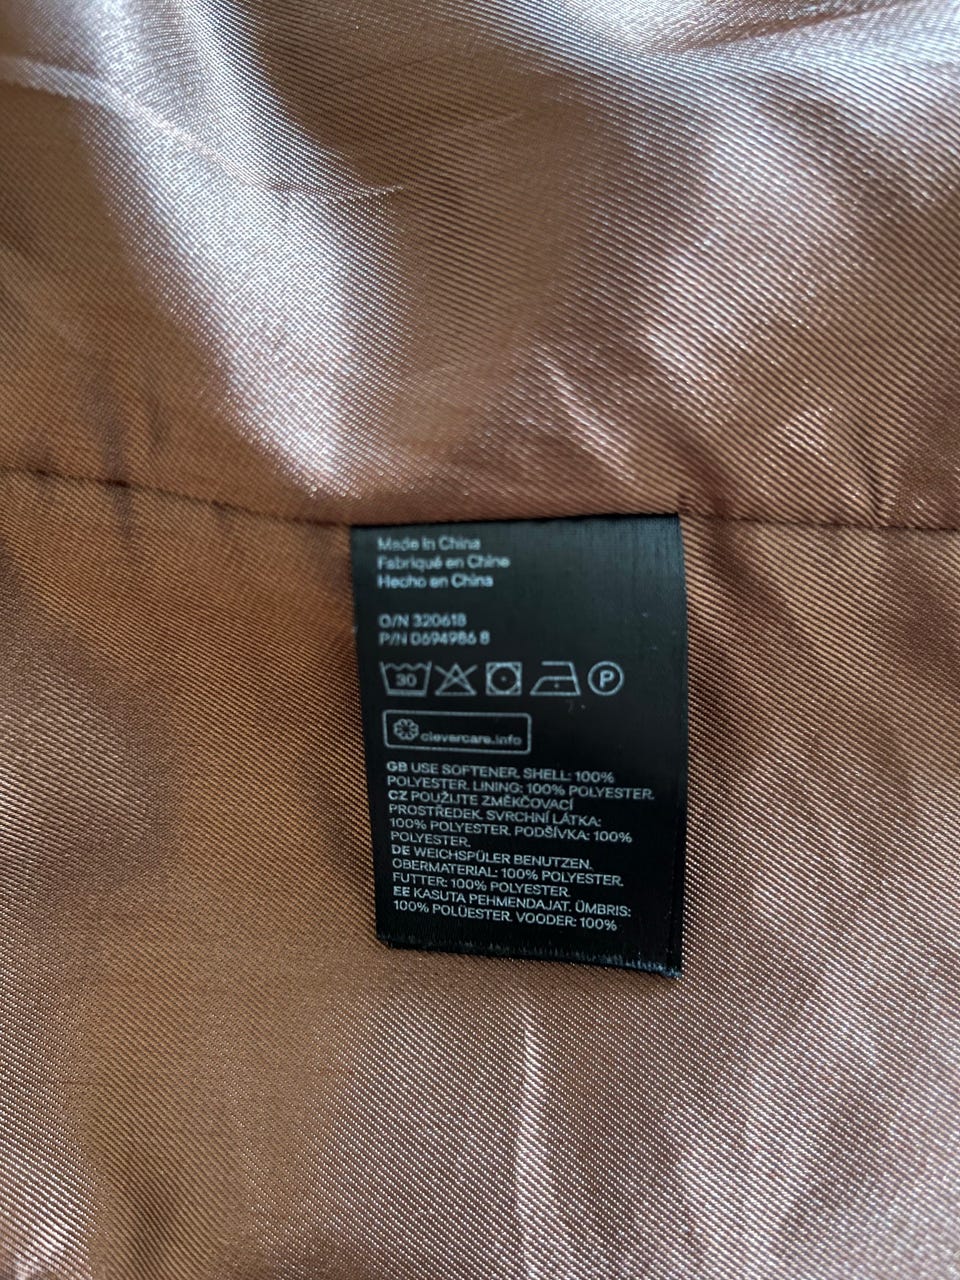 Made in China
Fabriqué en Chine
Hecho en China
O/N 320618
P/N 0694986 8
30 P
clevercare.info
GB USE SOFTENER. SHELL: 100%
POLYESTER. LINING: 100% POLYESTER.
CZ POUŽIJTE ZMĚKČOVACÍ
PROSTŘEDEK. SVRCHNÍ LÁTKA:
100% POLYESTER. PODŠÍVKA: 100%
POLYESTER.
DE WEICHSPÜLER BENUTZEN.
OBERMATERIAL: 100% POLYESTER.
FUTTER: 100% POLYESTER.
EE KASUTA PEHMENDAJAT. ÜMBRIS:
100% POLÜESTER. VOODER: 100%